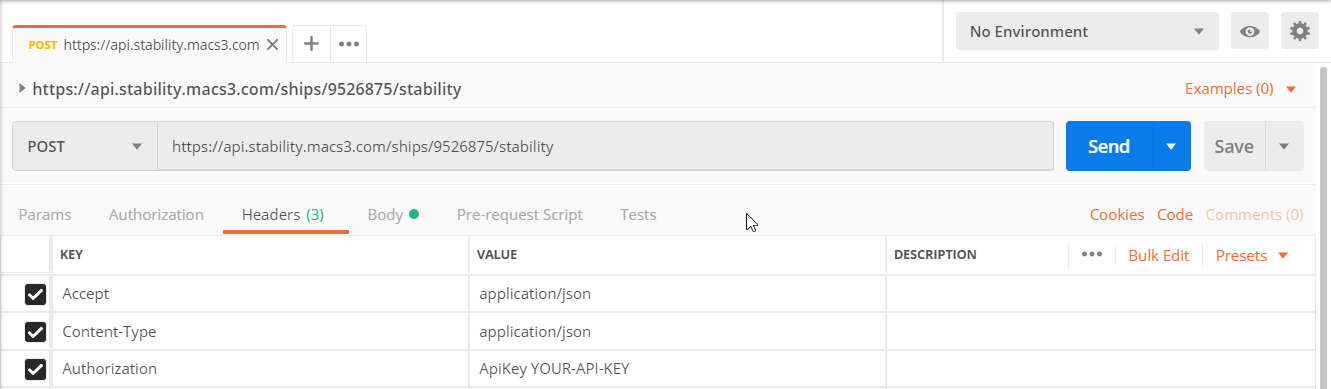 POST https://api.stability.macs3.com
No Environment
https://api.stability.macs3.com/ships/9526875/stability
Examples (0)
POST https://api.stability.macs3.com/ships/9526875/stability Send Save
Params Authorization Headers (3) Body Pre-request Script Tests Cookies Code Comments (0)
KEY VALUE DESCRIPTION Bulk Edit Presets
Accept application/json
Content-Type application/json
Authorization ApiKey YOUR-API-KEY